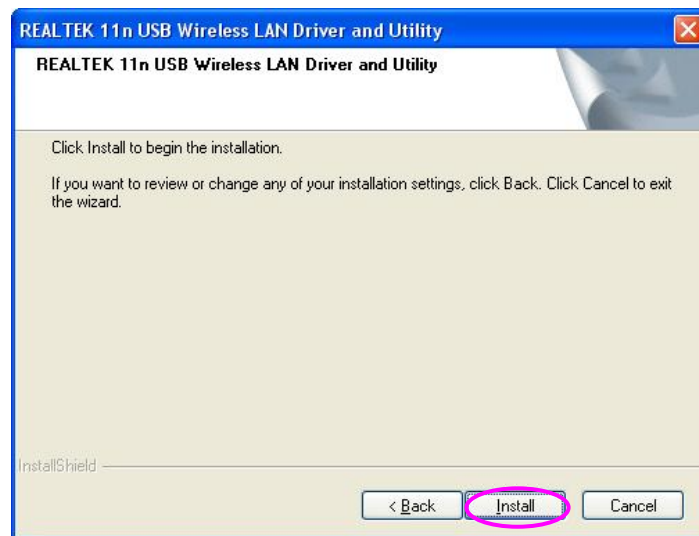 REALTEK 11n USB Wireless LAN Driver and Utility
REALTEK 11n USB Wireless LAN Driver and Utility
Click Install to begin the installation.
If you want to review or change any of your installation settings, click Back. Click Cancel to exit
the wizard.
InstallShield
< Back Install Cancel